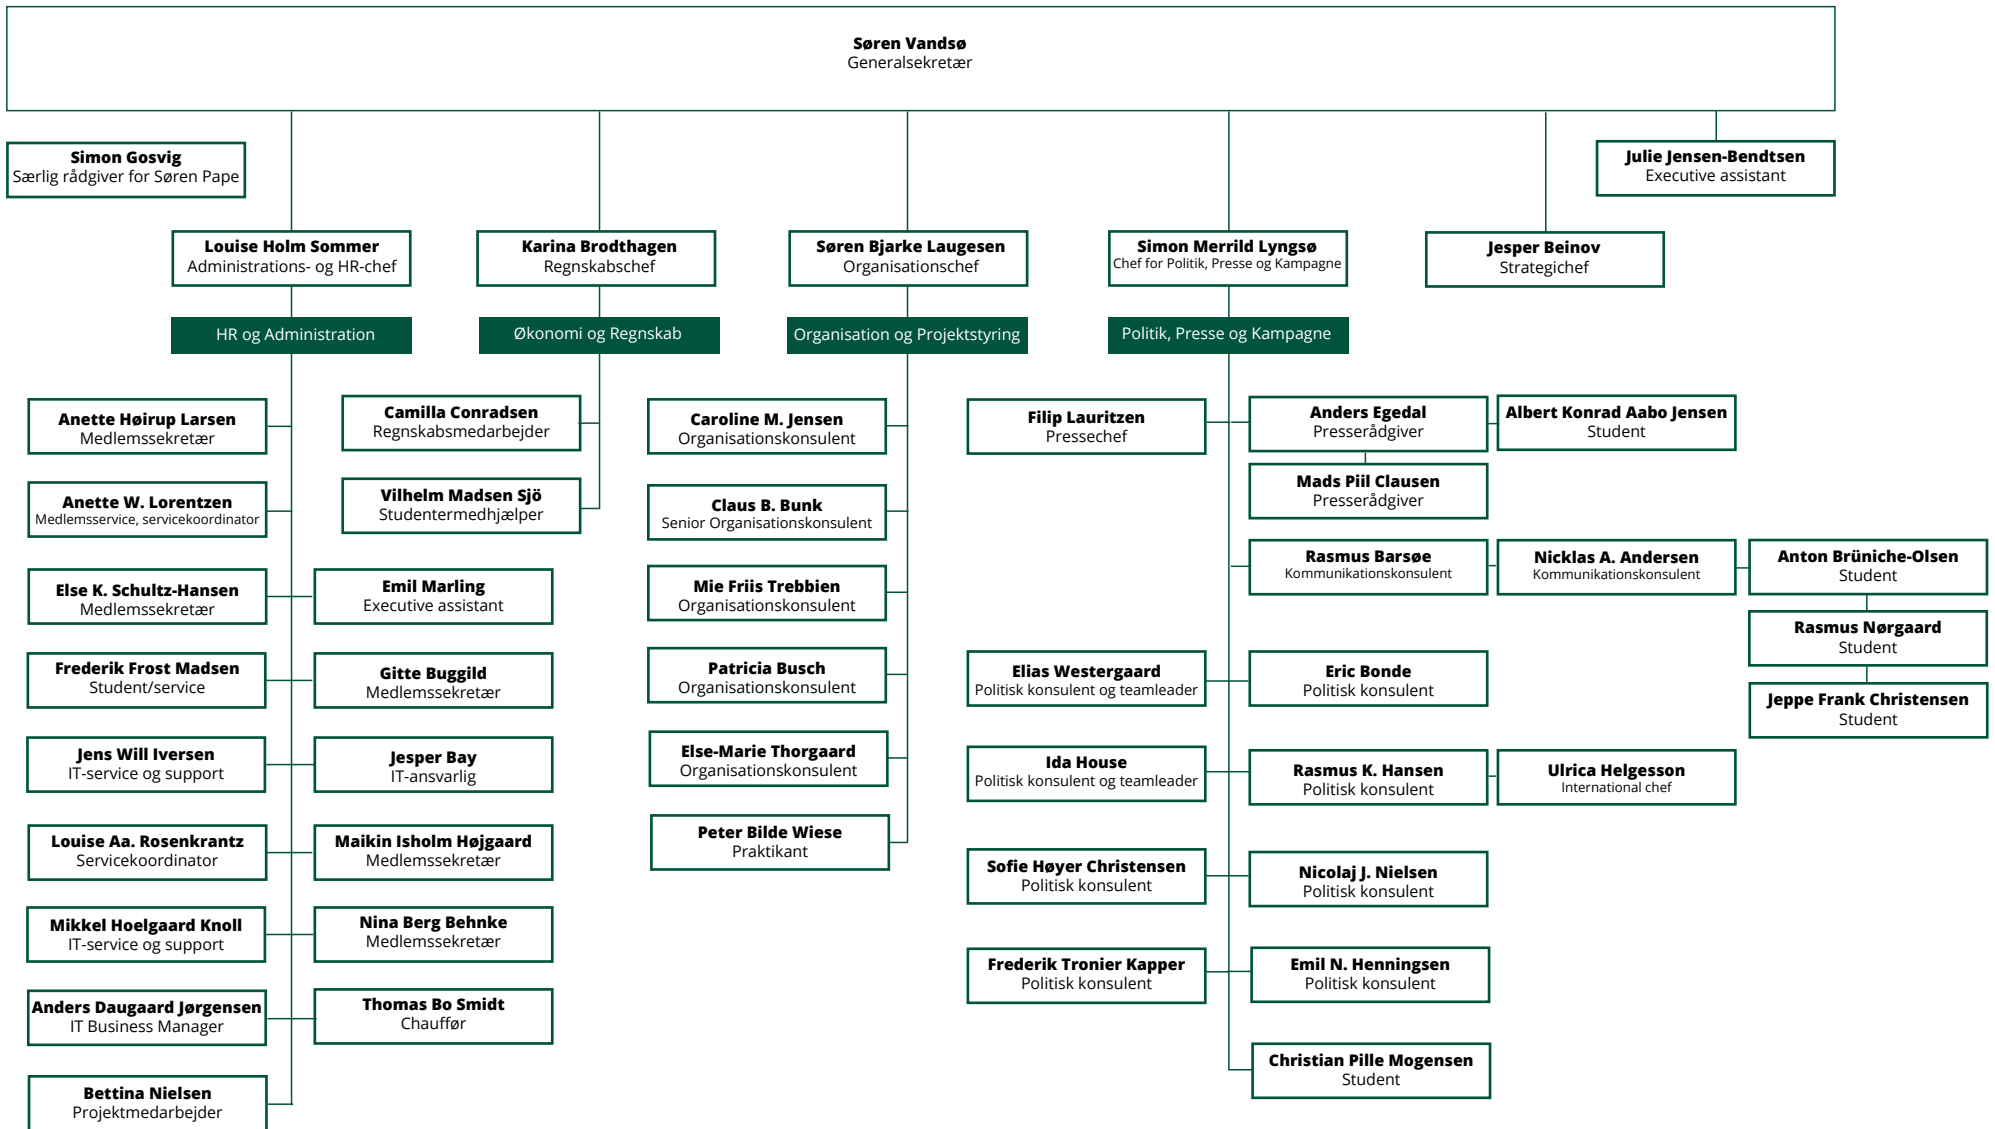 Søren Vandsø
Generalsekretær
Simon Gosvig
Særlig rådgiver for Søren Pape
Julie Jensen-Bendtsen
Executive assistant
Louise Holm Sommer
Administrations- og HR-chef
Karina Brodthagen
Regnskabschef
Søren Bjarke Laugesen
Organisationschef
Simon Merrild Lyngsø
Chef for Politik, Presse og Kampagne
Jesper Beinov
Strategichef
HR og Administration
Økonomi og Regnskab
Organisation og Projektstyring
Politik, Presse og Kampagne
Anette Høirup Larsen
Medlemssekretær
Anette W. Lorentzen
Medlemsservice, servicekoordinator
Else K. Schultz-Hansen
Medlemssekretær
Emil Marling
Executive assistant
Frederik Frost Madsen
Student/service
Gitte Buggild
Medlemssekretær
Jens Will Iversen
IT-service og support
Jesper Bay
IT-ansvarlig
Louise Aa. Rosenkrantz
Servicekoordinator
Maikin Isholm Højgaard
Medlemssekretær
Mikkel Hoelgaard Knoll
IT-service og support
Nina Berg Behnke
Medlemssekretær
Anders Daugaard Jørgensen
IT Business Manager
Thomas Bo Smidt
Chauffør
Bettina Nielsen
Projektmedarbejder
Camilla Conradsen
Regnskabsmedarbejder
Vilhelm Madsen Sjö
Studentermedhjælper
Caroline M. Jensen
Organisationskonsulent
Claus B. Bunk
Senior Organisationskonsulent
Mie Friis Trebbien
Organisationskonsulent
Patricia Busch
Organisationskonsulent
Else-Marie Thorgaard
Organisationskonsulent
Peter Bilde Wiese
Praktikant
Filip Lauritzen
Pressechef
Anders Egedal
Presserådgiver
Albert Konrad Aabo Jensen
Student
Mads Piil Clausen
Presserådgiver
Rasmus Barsøe
Kommunikationskonsulent
Nicklas A. Andersen
Kommunikationskonsulent
Anton Brüniche-Olsen
Student
Rasmus Nørgaard
Student
Jeppe Frank Christensen
Student
Elias Westergaard
Politisk konsulent og teamleader
Eric Bonde
Politisk konsulent
Ida House
Politisk konsulent og teamleader
Rasmus K. Hansen
Politisk konsulent
Ulrica Helgesson
International chef
Sofie Høyer Christensen
Politisk konsulent
Nicolaj J. Nielsen
Politisk konsulent
Frederik Tronier Kapper
Politisk konsulent
Emil N. Henningsen
Politisk konsulent
Christian Pille Mogensen
Student